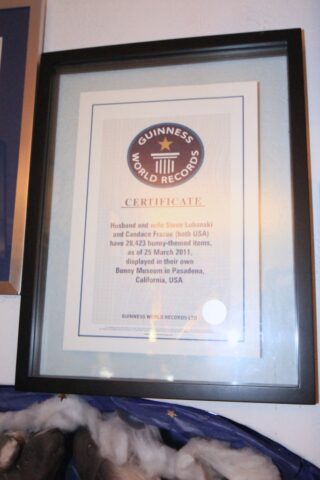 GUINNESS
WORLD RECORDS
CERTIFICATE
Husband and wife Steve Lubanski
and Candace Frazee (both USA)
have 28,423 bunny-themed items,
as of 25 March 2011,
displayed in their own
Bunny Museum in Pasadena,
California, USA
GUINNESS WORLD RECORDS LTD